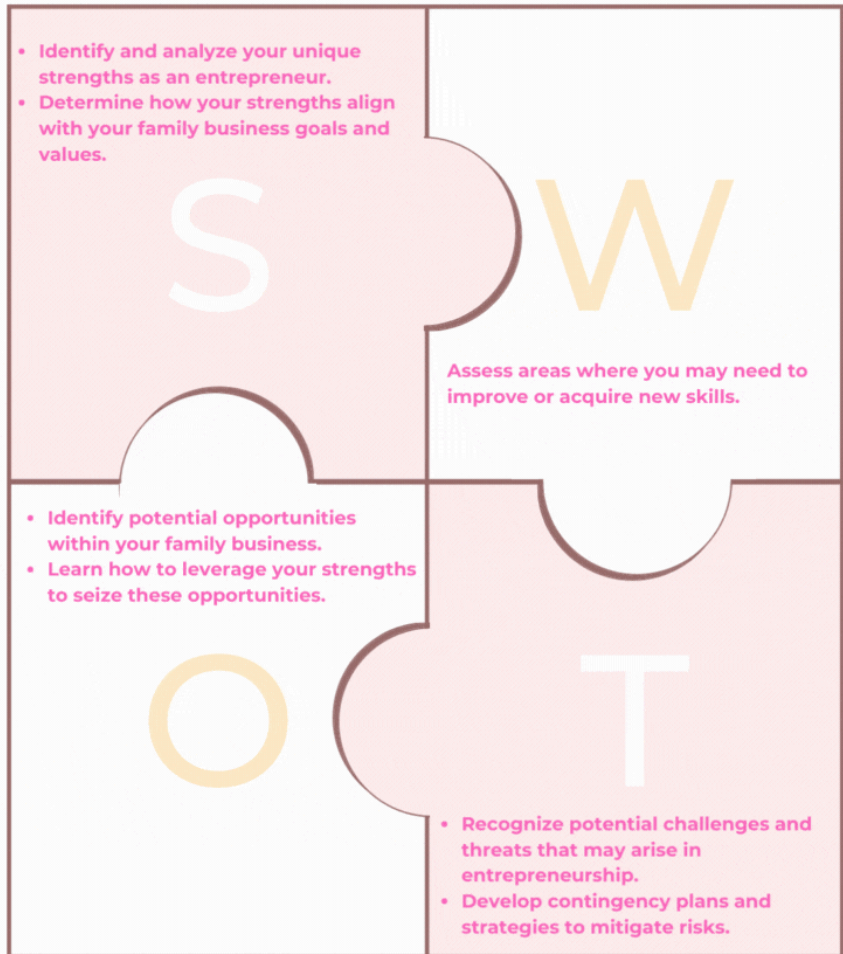 • Identify and analyze your unique
strengths as an entrepreneur.
• Determine how your strengths align
with your family business goals and
values.
S
W
Assess areas where you may need to
improve or acquire new skills.
• Identify potential opportunities
within your family business.
• Learn how to leverage your strengths
to seize these opportunities.
O
T
• Recognize potential challenges and
threats that may arise in
entrepreneurship.
• Develop contingency plans and
strategies to mitigate risks.